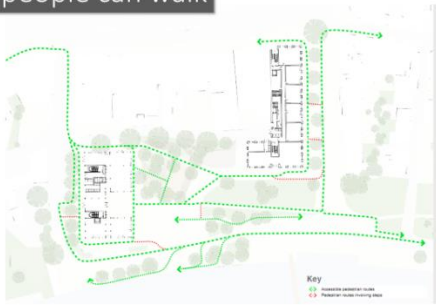 people can walk
Key
Accessible pedestrian routes
Pedestrian routes involving steps